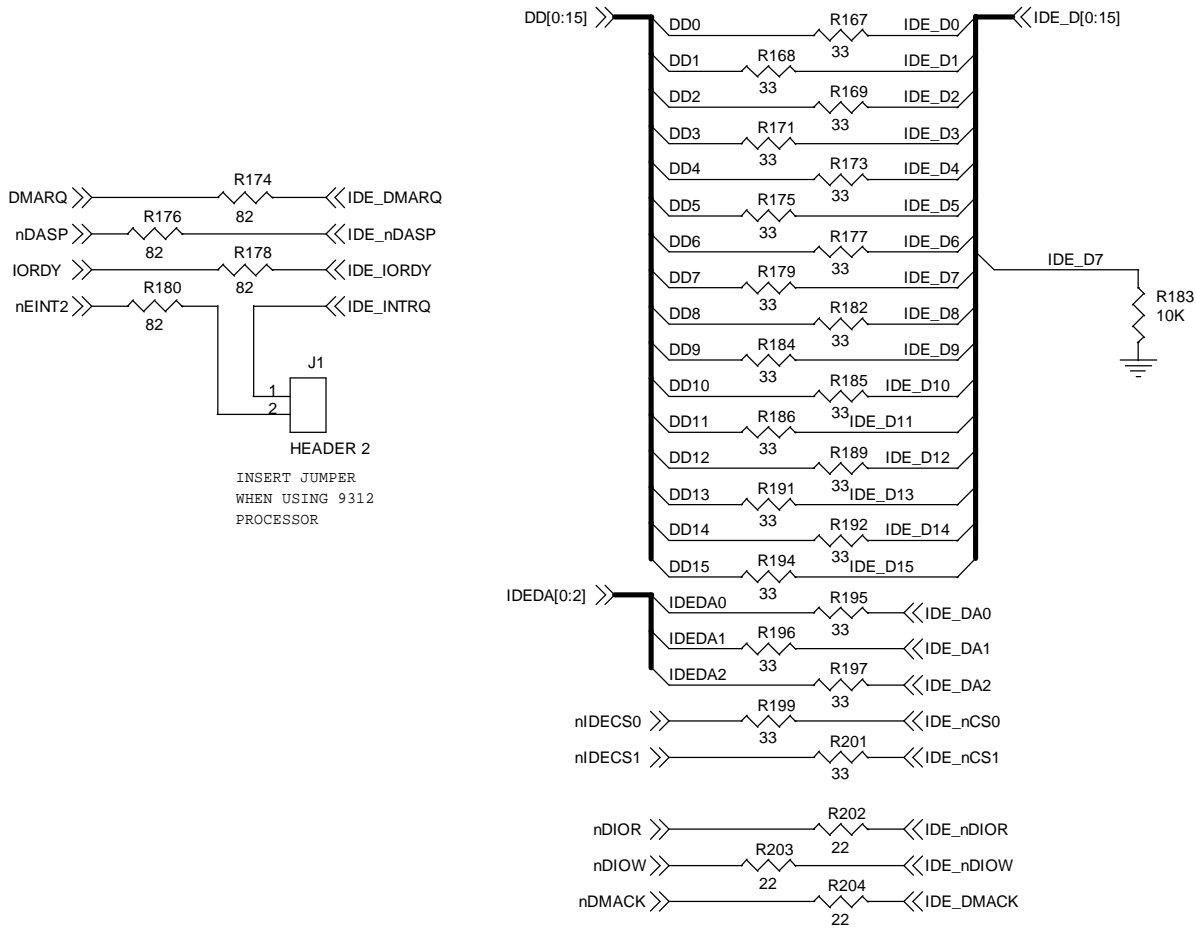 DD[0:15] IDE_D[0:15]
DD0 R167 33 IDE_D0
DD1 R168 33 IDE_D1
DD2 R169 33 IDE_D2
DD3 R171 33 IDE_D3
DD4 R173 33 IDE_D4
DD5 R175 33 IDE_D5
DD6 R177 33 IDE_D6
DD7 R179 33 IDE_D7
DD8 R182 33 IDE_D8
DD9 R184 33 IDE_D9
DD10 R185 33 IDE_D10
DD11 R186 33 IDE_D11
DD12 R189 33 IDE_D12
DD13 R191 33 IDE_D13
DD14 R192 33 IDE_D14
DD15 R194 33 IDE_D15
IDE_D7
R183
10K
DMARQ R174 82 IDE_DMARQ
nDASP R176 82 IDE_nDASP
IORDY R178 82 IDE_IORDY
nEINT2 R180 82 IDE_INTRQ
J1
1
2
HEADER 2
INSERT JUMPER
WHEN USING 9312
PROCESSOR
IDEDA[0:2]
IDEDA0 R195 33 IDE_DA0
IDEDA1 R196 33 IDE_DA1
IDEDA2 R197 33 IDE_DA2
nIDECS0 R199 33 IDE_nCS0
nIDECS1 R201 33 IDE_nCS1
nDIOR R202 22 IDE_nDIOR
nDIOW R203 22 IDE_nDIOW
nDMACK R204 22 IDE_DMACK